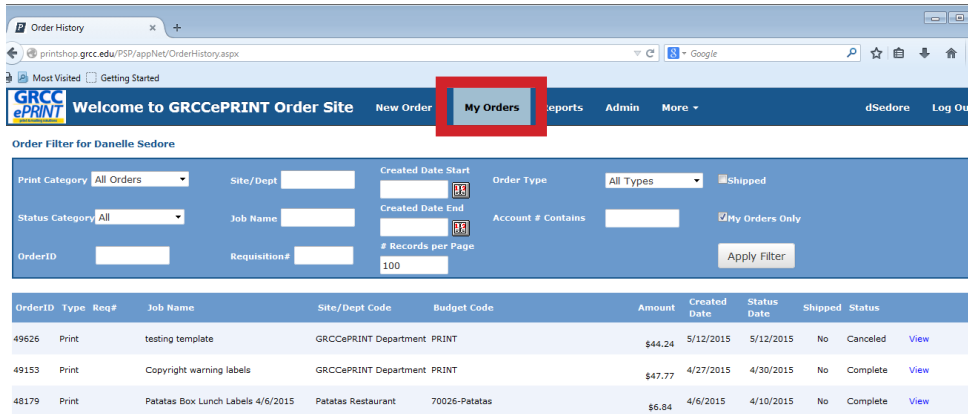 Order History × +
printshop.grcc.edu/PSP/appNet/OrderHistory.aspx Google
Most Visited Getting Started
GRCC
ePRINT
Welcome to GRCCePRINT Order Site New Order My Orders eports Admin More dSedore Log Ou
Order Filter for Danelle Sedore
Print Category All Orders Site/Dept Created Date Start Order Type All Types Shipped
Status Category All Job Name Created Date End Account # Contains My Orders Only
OrderID Requisition# # Records per Page 100 Apply Filter
OrderID Type Req# Job Name Site/Dept Code Budget Code Amount Created Date Status Date Shipped Status
49626 Print testing template GRCCePRINT Department PRINT $44.24 5/12/2015 5/12/2015 No Canceled View
49153 Print Copyright warning labels GRCCePRINT Department PRINT $47.77 4/27/2015 4/30/2015 No Complete View
48179 Print Patatas Box Lunch Labels 4/6/2015 Patatas Restaurant 70026-Patatas $6.84 4/6/2015 4/10/2015 No Complete View